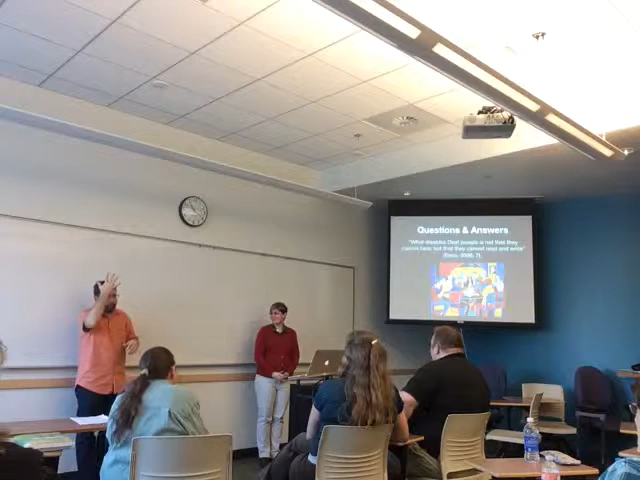 Questions & Answers
"What disables Deaf people is not that they
cannot hear, but that they cannot read and write"